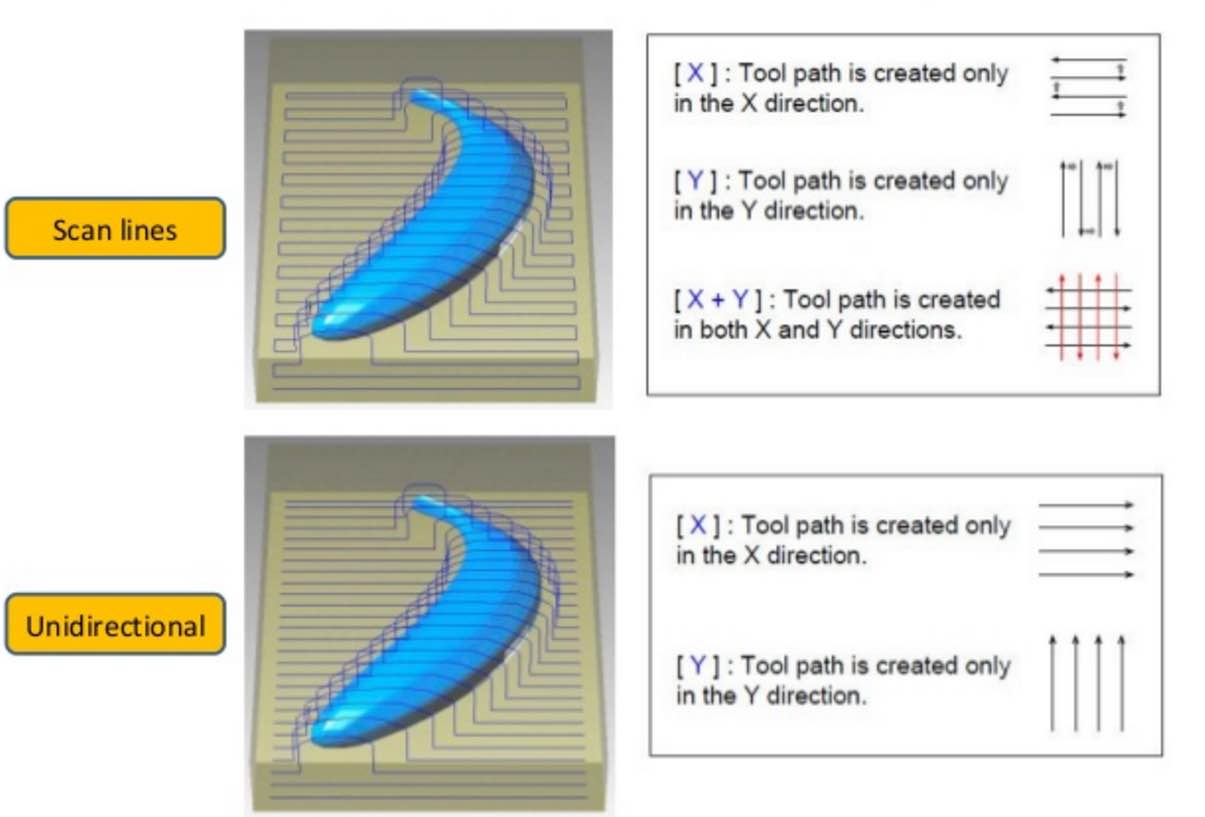 Scan lines
[ X ] : Tool path is created only
in the X direction.
[ Y ] : Tool path is created only
in the Y direction.
[ X + Y ] : Tool path is created
in both X and Y directions.
Unidirectional
[ X ] : Tool path is created only
in the X direction.
[ Y ] : Tool path is created only
in the Y direction.